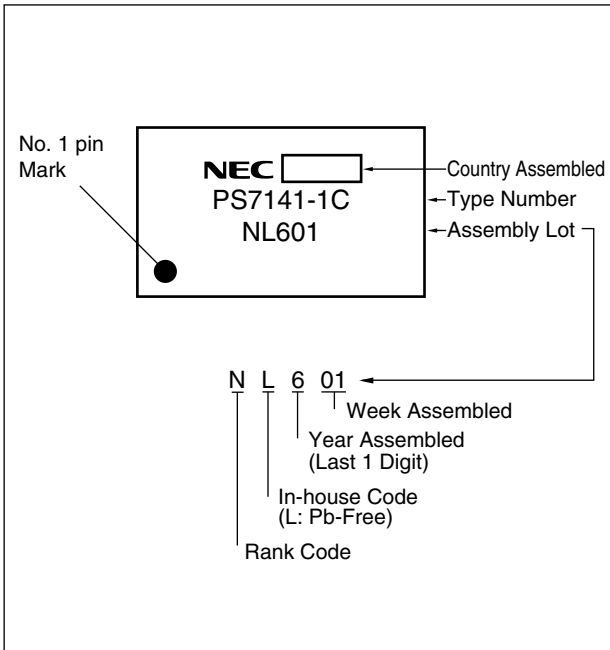 No. 1 pin
Mark
NEC
Country Assembled
PS7141-1C
Type Number
NL601
Assembly Lot
N L 6 01
Week Assembled
Year Assembled
(Last 1 Digit)
In-house Code
(L: Pb-Free)
Rank Code